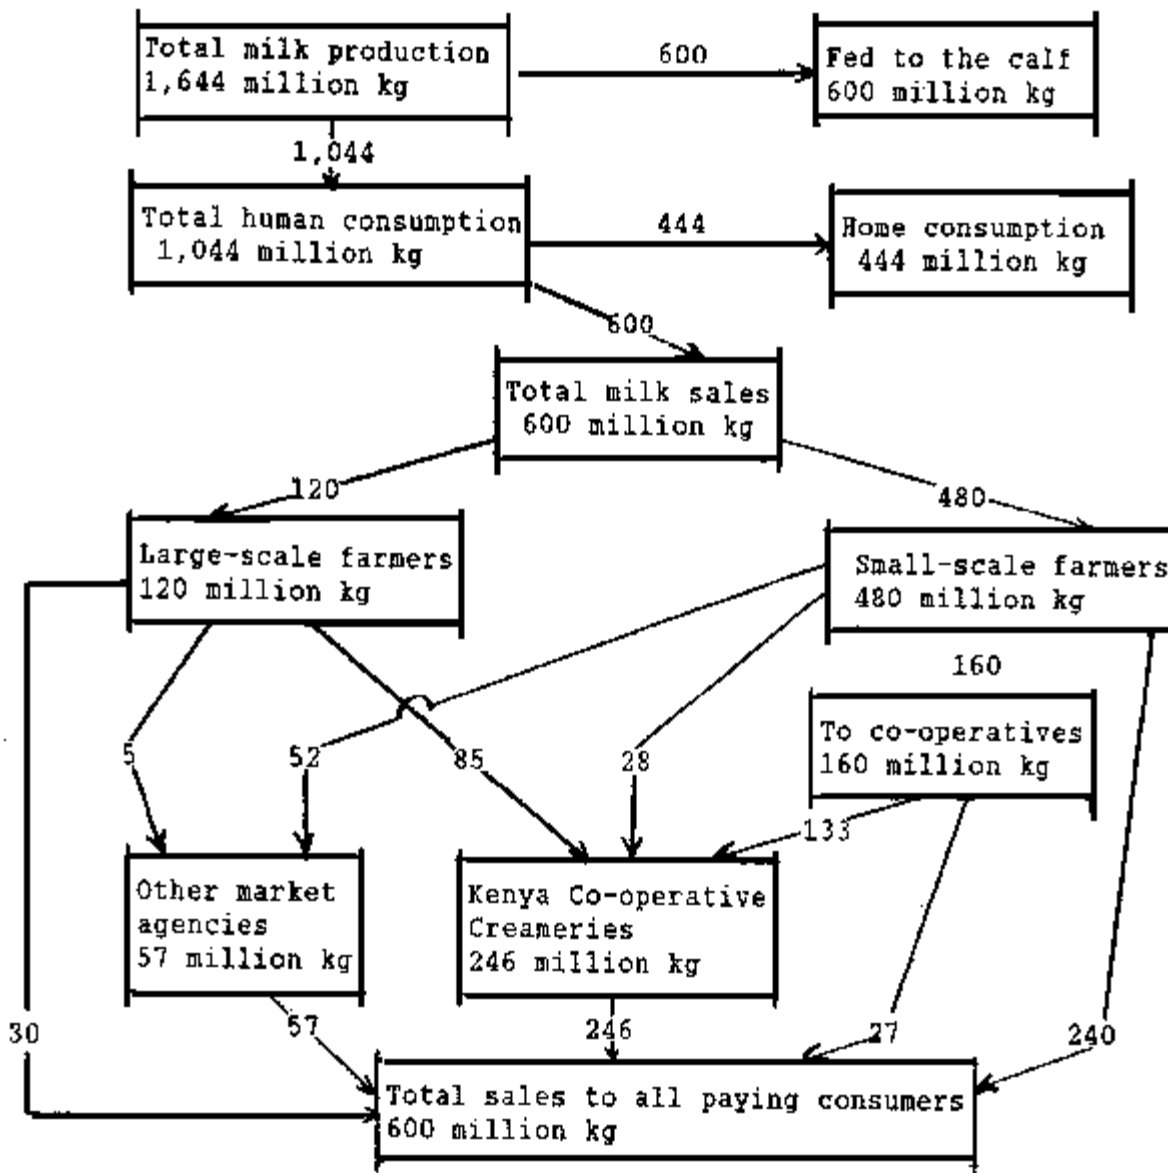 Total milk production
1,644 million kg
600
Fed to the calf
600 million kg
1,044
Total human consumption
1,044 million kg
444
Home consumption
444 million kg
600
Total milk sales
600 million kg
120
480
Large-scale farmers
120 million kg
Small-scale farmers
480 million kg
160
To co-operatives
160 million kg
5
52
85
28
133
Other market
agencies
57 million kg
Kenya Co-operative
Creameries
246 million kg
30
57
246
27
240
Total sales to all paying consumers
600 million kg